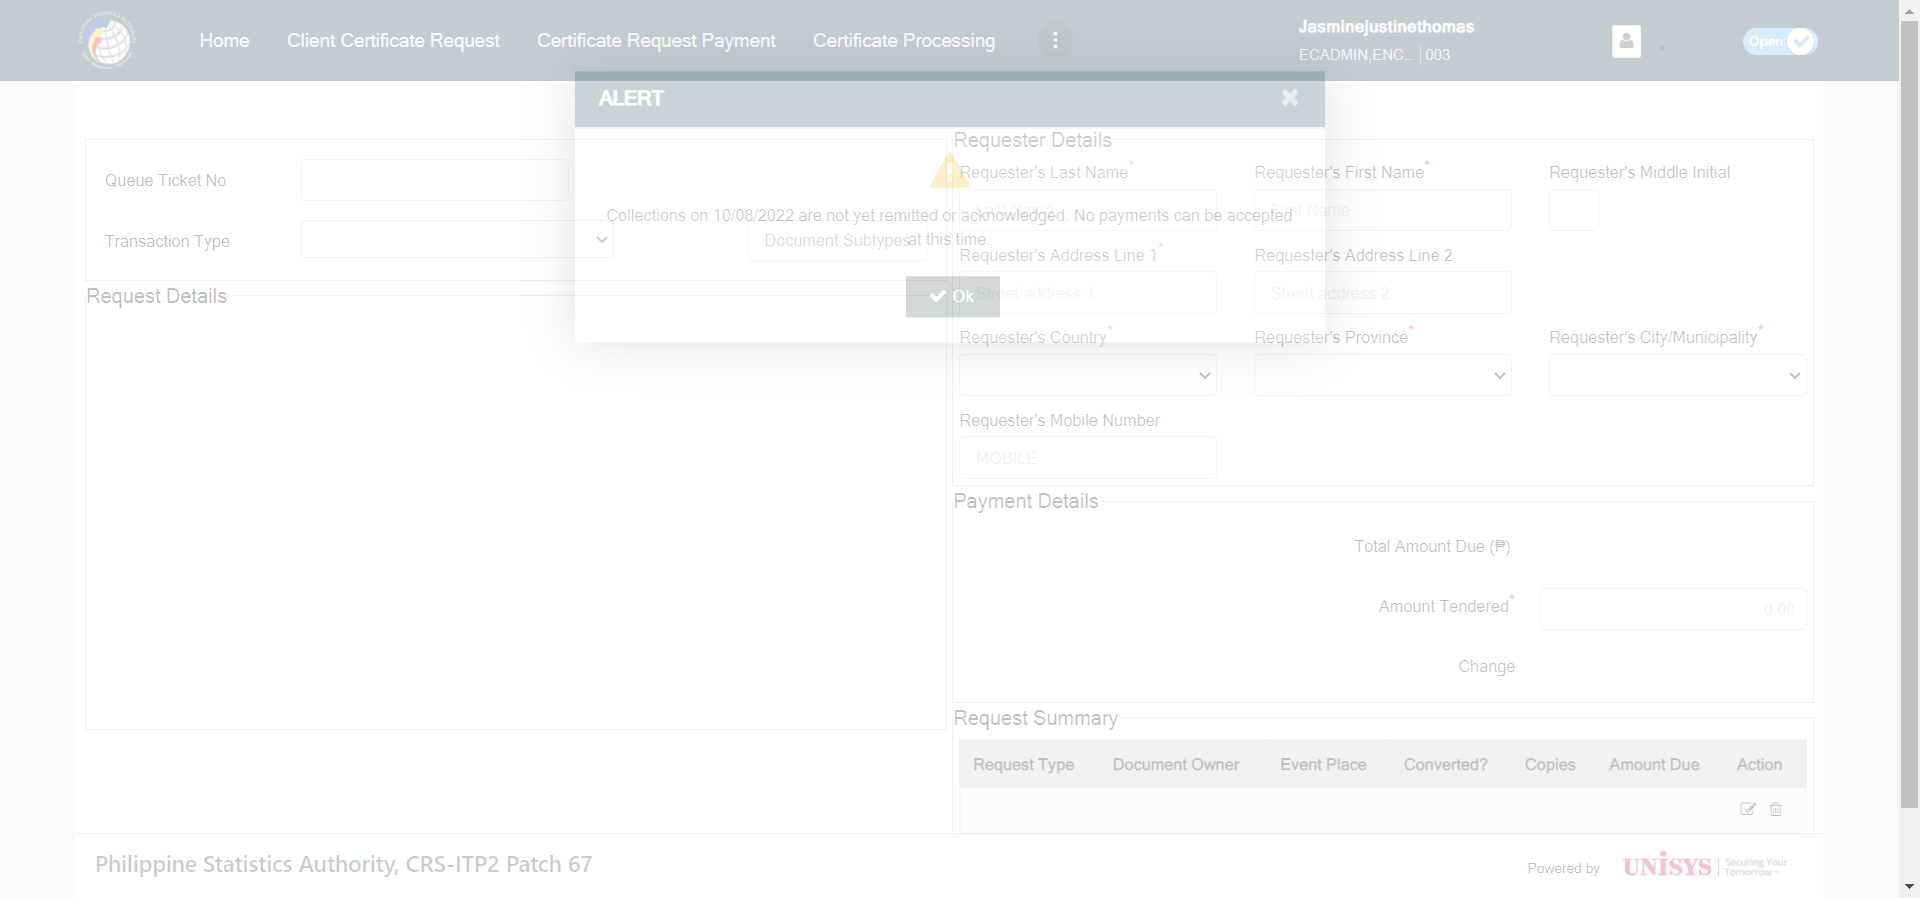 Home
Client Certificate Request
Certificate Request Payment
Certificate Processing
Jasminejustinethomas
ECADMIN,ENC... 003
Open
ALERT
Collections on 10/08/2022 are not yet remitted or acknowledged. No payments can be accepted
at this time.
Ok
Queue Ticket No
Transaction Type
Document Subtypes
Request Details
Requester Details
Requester's Last Name*
Requester's First Name*
Requester's Middle Initial
Last Name
First Name
Requester's Address Line 1*
Requester's Address Line 2
Street address 1
Street address 2
Requester's Country*
Requester's Province*
Requester's City/Municipality*
Requester's Mobile Number
MOBILE
Payment Details
Total Amount Due (₱)
Amount Tendered*
0.00
Change
Request Summary
Request Type Document Owner Event Place Converted? Copies Amount Due Action
Philippine Statistics Authority, CRS-ITP2 Patch 67
Powered by
UNISYS
Securing Your
Tomorrow